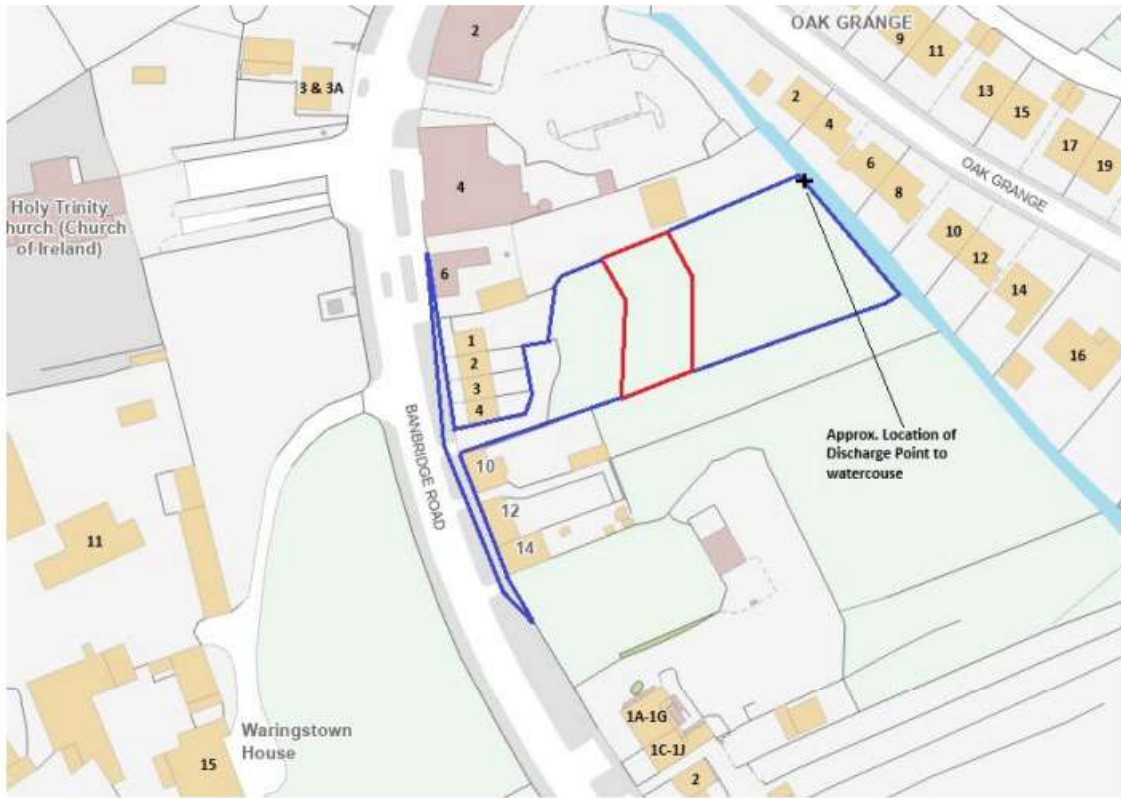 OAK GRANGE
2
9
11
3 & 3A
2
4
13
15
17
19
6
8
4
OAK GRANGE
Holy Trinity
hurch (Church
of Ireland)
10
12
14
6
16
1
2
3
4
BANBRIDGE ROAD
Approx. Location of
Discharge Point to
watercouse
10
12
14
11
1A-1G
1C-1J
2
Waringstown
House
15